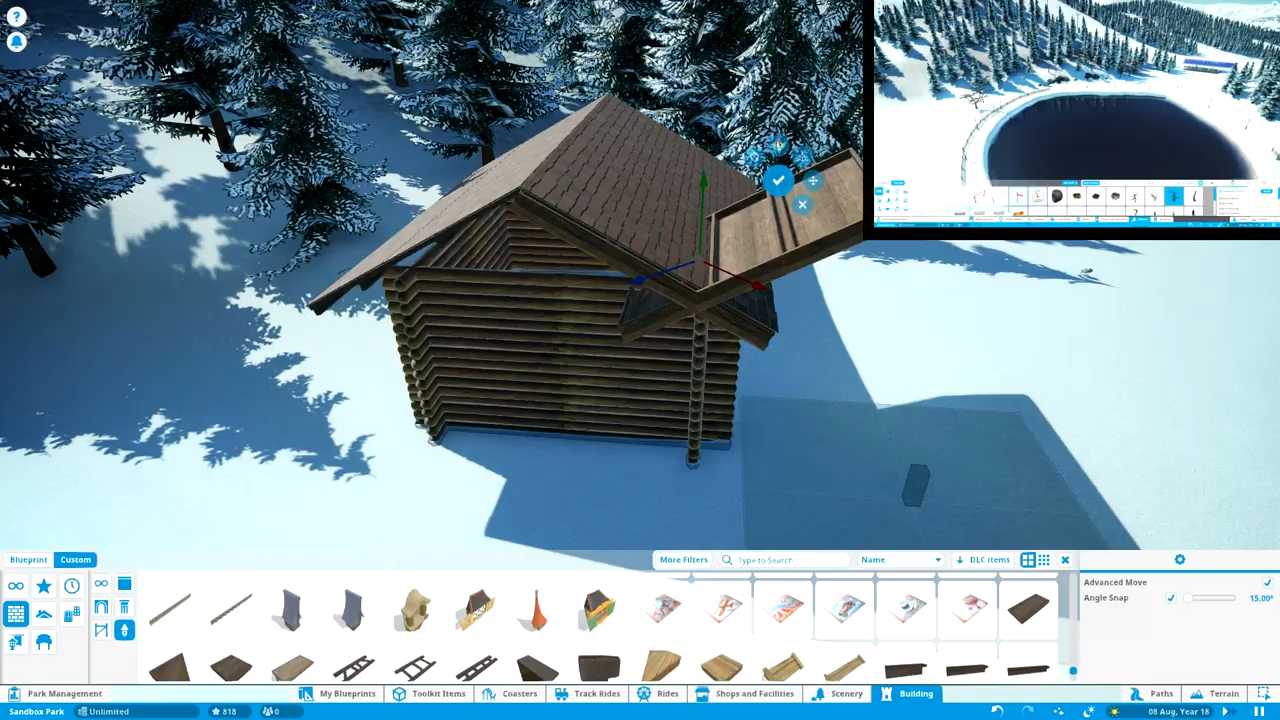 ?
Blueprint Custom
More Filters Type to Search Name DLC items
Advanced Move
Angle Snap 15.00°
Park Management My Blueprints Toolkit Items Coasters Track Rides Rides Shops and Facilities Scenery Building Paths Terrain
Sandbox Park Unlimited 818 0 08 Aug, Year 18